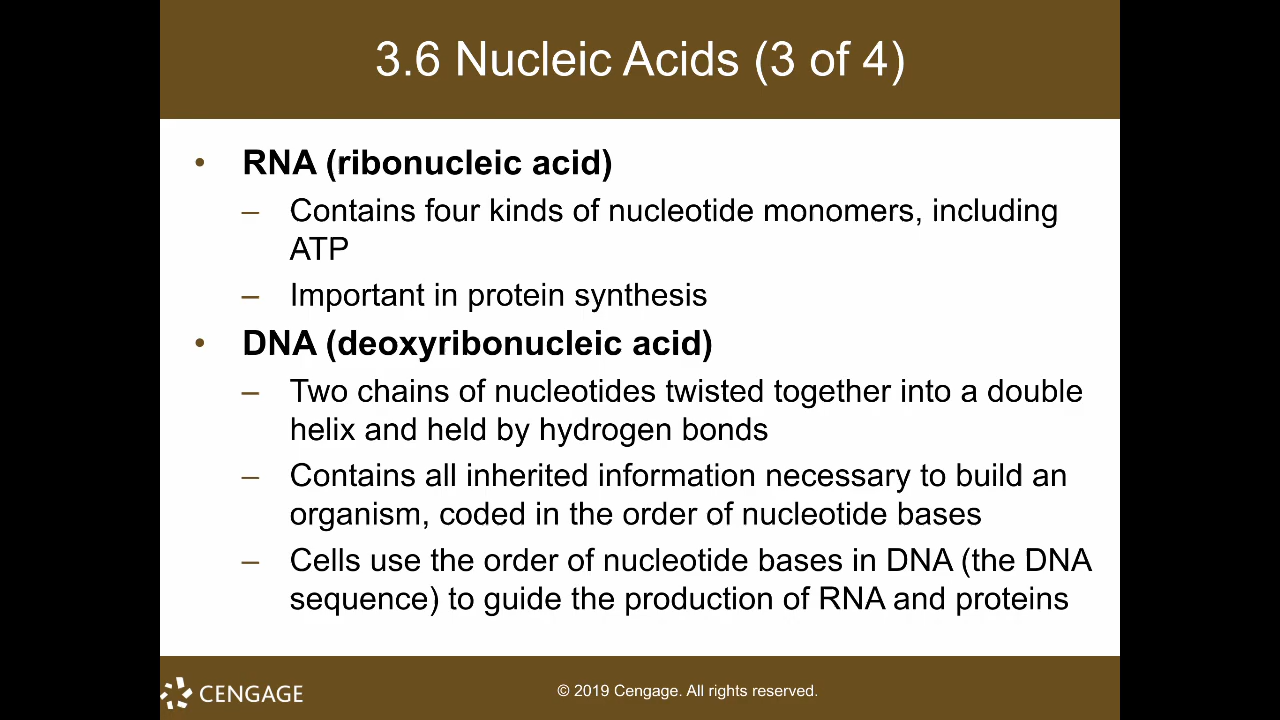 3.6 Nucleic Acids (3 of 4)
• RNA (ribonucleic acid)
– Contains four kinds of nucleotide monomers, including
ATP
– Important in protein synthesis
• DNA (deoxyribonucleic acid)
– Two chains of nucleotides twisted together into a double
helix and held by hydrogen bonds
– Contains all inherited information necessary to build an
organism, coded in the order of nucleotide bases
– Cells use the order of nucleotide bases in DNA (the DNA
sequence) to guide the production of RNA and proteins
CENGAGE
© 2019 Cengage. All rights reserved.